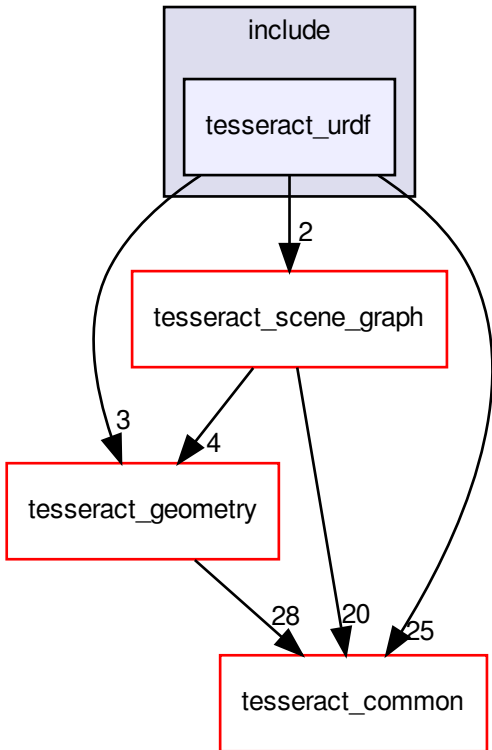 include
tesseract_urdf
2
tesseract_scene_graph
3
4
tesseract_geometry
28
20
25
tesseract_common